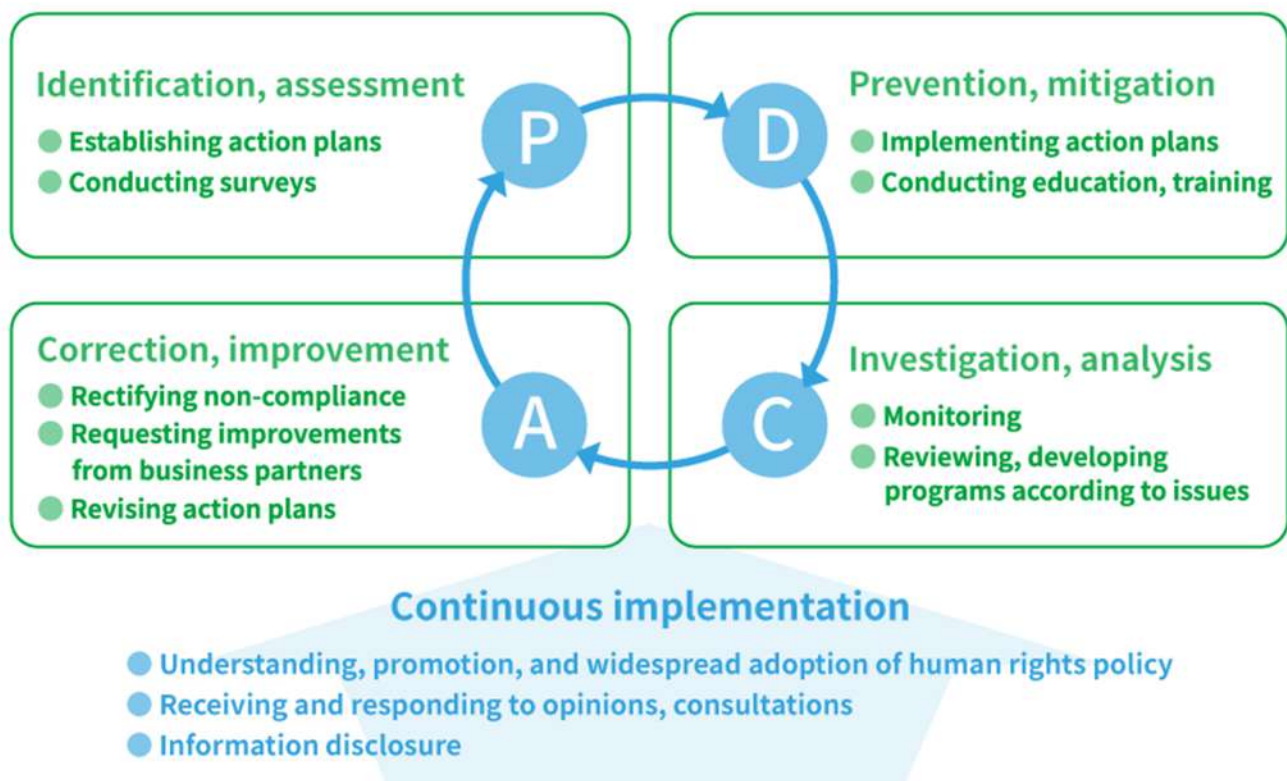 Identification, assessment
Establishing action plans
Conducting surveys
P
D
Prevention, mitigation
Implementing action plans
Conducting education, training
Correction, improvement
Rectifying non-compliance
Requesting improvements
from business partners
Revising action plans
A
C
Investigation, analysis
Monitoring
Reviewing, developing
programs according to issues
Continuous implementation
Understanding, promotion, and widespread adoption of human rights policy
Receiving and responding to opinions, consultations
Information disclosure